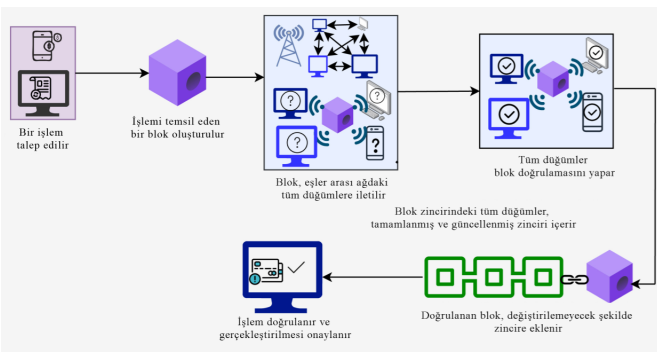 Bir işlem
talep edilir
İşlemi temsil eden
bir blok oluşturulur
Blok, eşler arası ağdaki
tüm düğümlere iletilir
Tüm düğümler
blok doğrulamasını yapar
Blok zincirindeki tüm düğümler,
tamamlanmış ve güncellenmiş zinciri içerir
Doğrulanan blok, değiştirilemeyecek şekilde
zincire eklenir
İşlem doğrulanır ve
gerçekleştirilmesi onaylanır